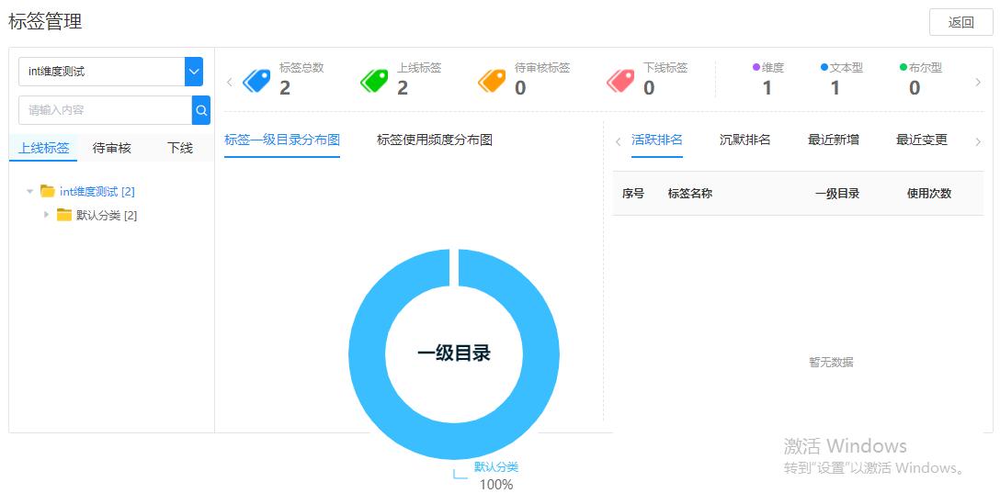 标签管理
返回
int维度测试
请输入内容
上线标签 待审核 下线
int维度测试 [2]
默认分类 [2]
标签总数 2
上线标签 2
待审核标签 0
下线标签 0
维度 1
文本型 1
布尔型 0
标签一级目录分布图 标签使用频度分布图
一级目录
默认分类
100%
活跃排名 沉默排名 最近新增 最近变更
序号 标签名称 一级目录 使用次数
暂无数据
激活 Windows
转到"设置"以激活 Windows。